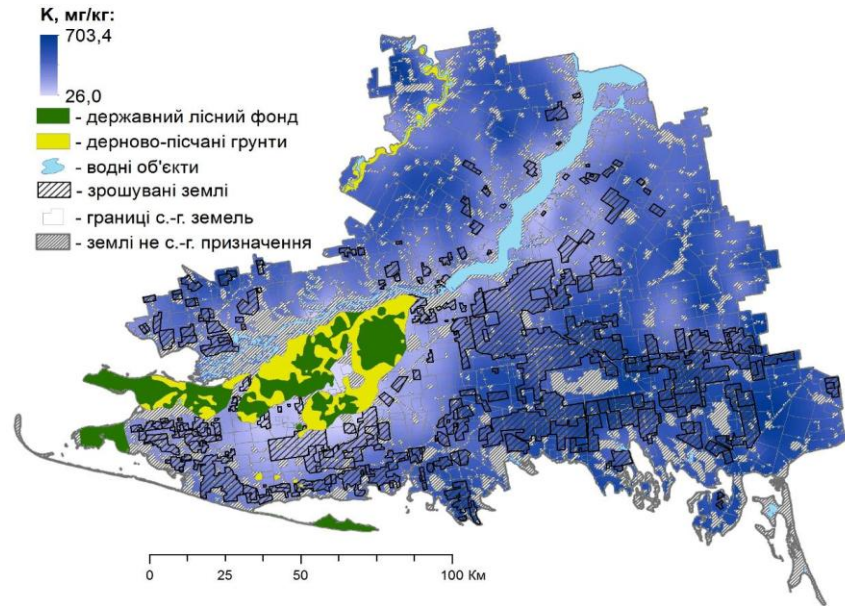 К, мг/кг:
703,4
26,0
- державний лісний фонд
- дерново-пісчані грунти
- водні об'єкти
- зрошувані землі
- границі с.-г. земель
- землі не с.-г. призначення
0 25 50 100 Км